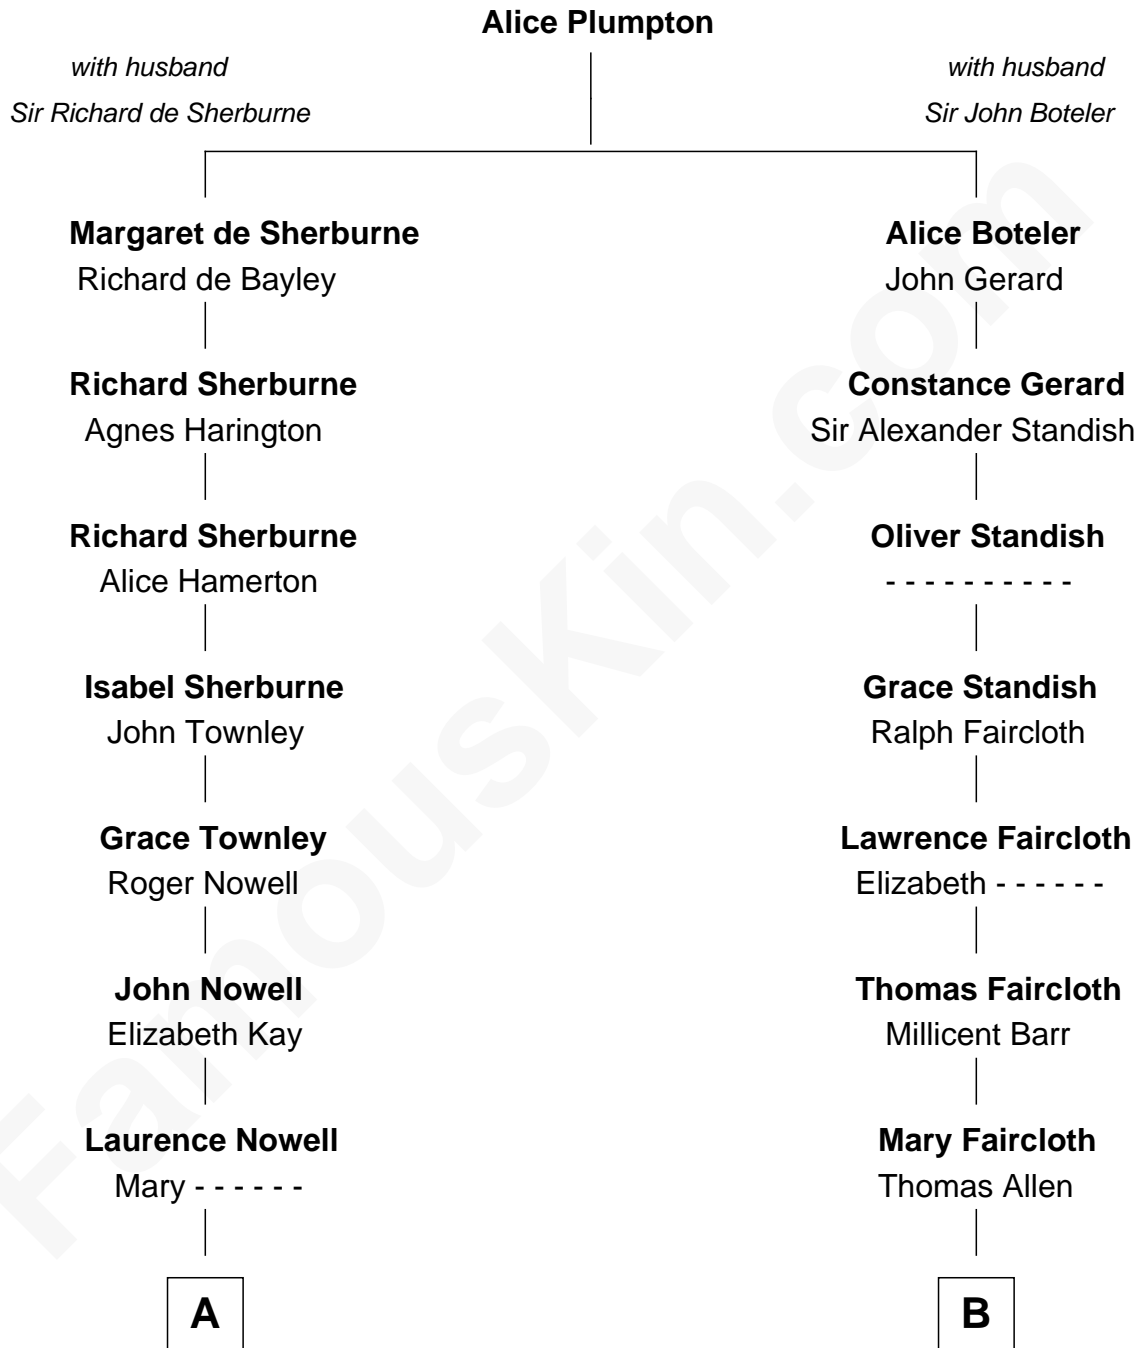 Alice Plumpton
with husband
Sir Richard de Sherburne
with husband
Sir John Boteler
Margaret de Sherburne
Richard de Bayley
Alice Boteler
John Gerard
Richard Sherburne
Agnes Harington
Constance Gerard
Sir Alexander Standish
Richard Sherburne
Alice Hamerton
Oliver Standish
- - - - - - - - - -
Isabel Sherburne
John Townley
Grace Standish
Ralph Faircloth
Grace Townley
Roger Nowell
Lawrence Faircloth
Elizabeth - - - - - -
John Nowell
Elizabeth Kay
Thomas Faircloth
Millicent Barr
Laurence Nowell
Mary - - - - - -
Mary Faircloth
Thomas Allen
A
B
FamousKin.com